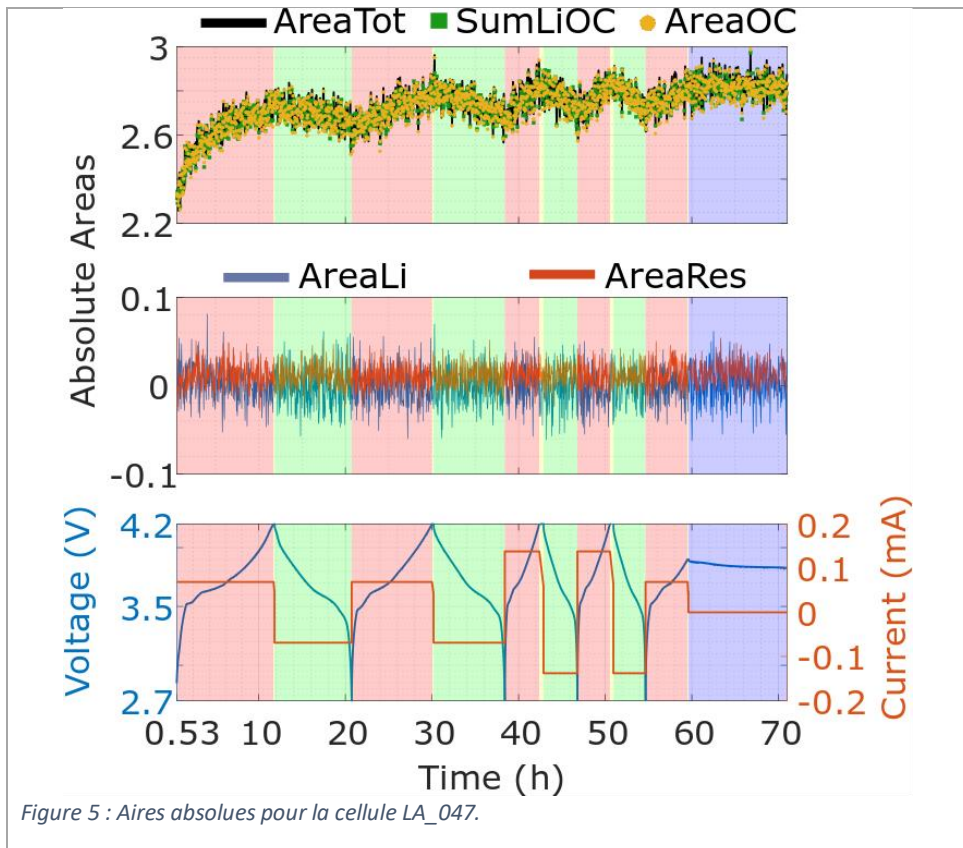 AreaTot SumLiOC AreaOC
3
2.6
2.2
Absolute Areas
AreaLi AreaRes
0.1
0
-0.1
4.2
3.5
2.7
Voltage (V)
0.2
0.1
0
-0.1
-0.2
Current (mA)
0.53 10 20 30 40 50 60 70
Time (h)
Figure 5 : Aires absolues pour la cellule LA_047.